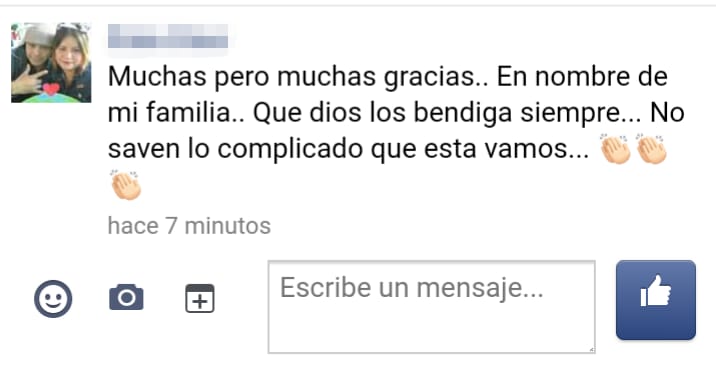 Muchas pero muchas gracias.. En nombre de
mi familia.. Que dios los bendiga siempre... No
saven lo complicado que esta vamos... 👏🏻👏🏻
👏🏻
hace 7 minutos
Escribe un mensaje...